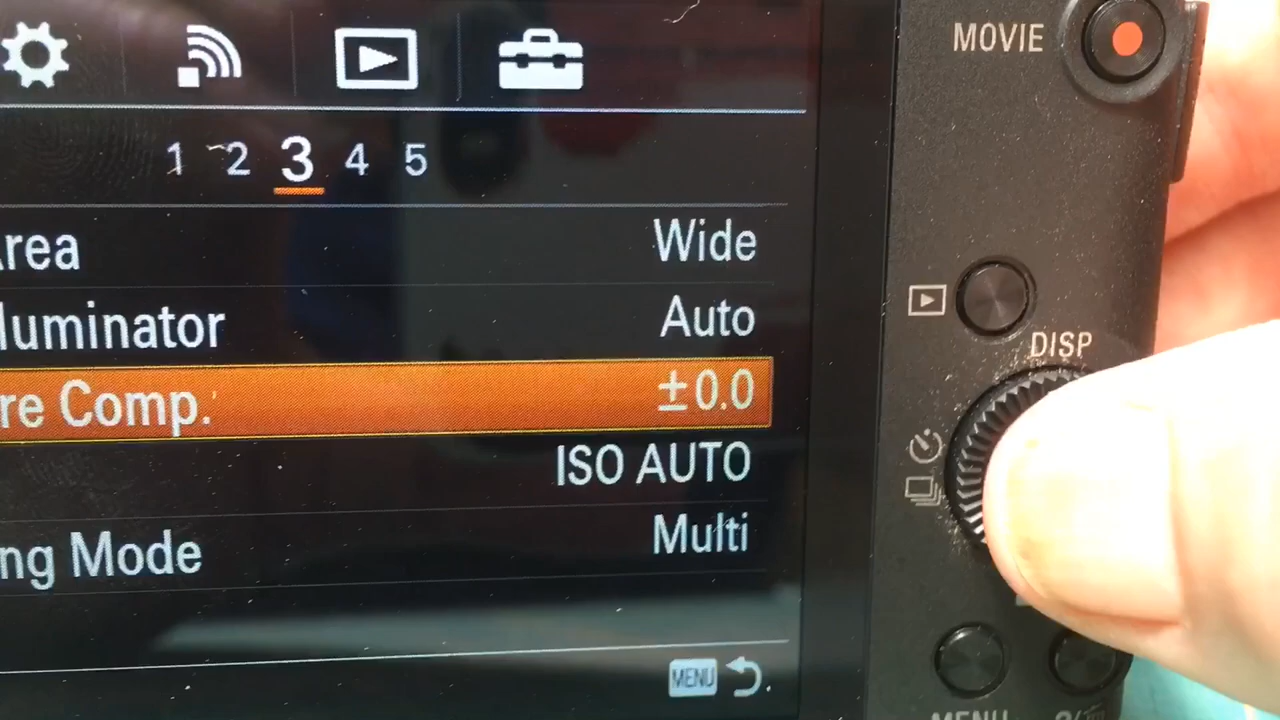 MOVIE
1 2 3 4 5
Area Wide
luminator Auto
DISP
re Comp. ±0.0
ISO AUTO
ng Mode Multi
MENU
MENU